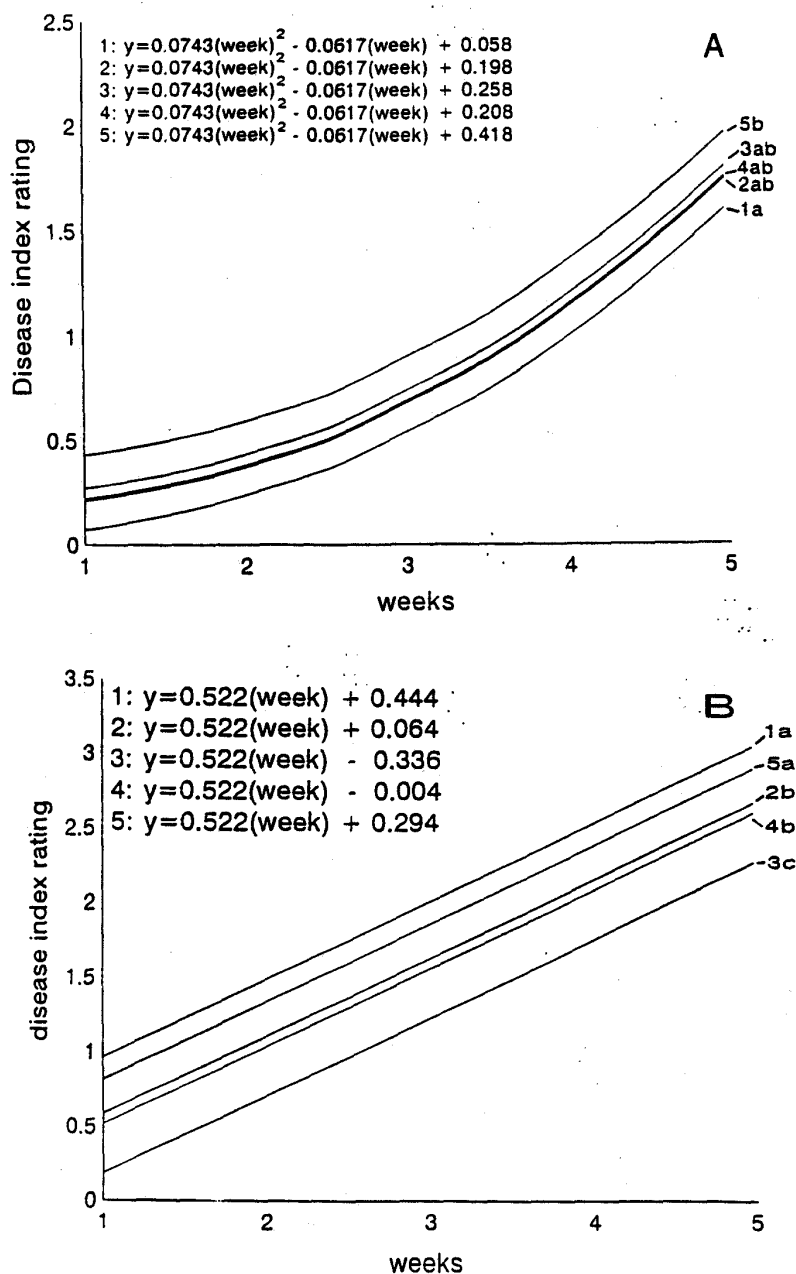 A
1: y=0.0743(week)² - 0.0617(week) + 0.058
2: y=0.0743(week)² - 0.0617(week) + 0.198
3: y=0.0743(week)² - 0.0617(week) + 0.258
4: y=0.0743(week)² - 0.0617(week) + 0.208
5: y=0.0743(week)² - 0.0617(week) + 0.418
Disease index rating
2.5
2
1.5
1
0.5
0
5b
3ab
4ab
2ab
1a
1 2 3 4 5
weeks
B
1: y=0.522(week) + 0.444
2: y=0.522(week) + 0.064
3: y=0.522(week) - 0.336
4: y=0.522(week) - 0.004
5: y=0.522(week) + 0.294
disease index rating
3.5
3
2.5
2
1.5
1
0.5
0
1a
5a
2b
4b
3c
1 2 3 4 5
weeks